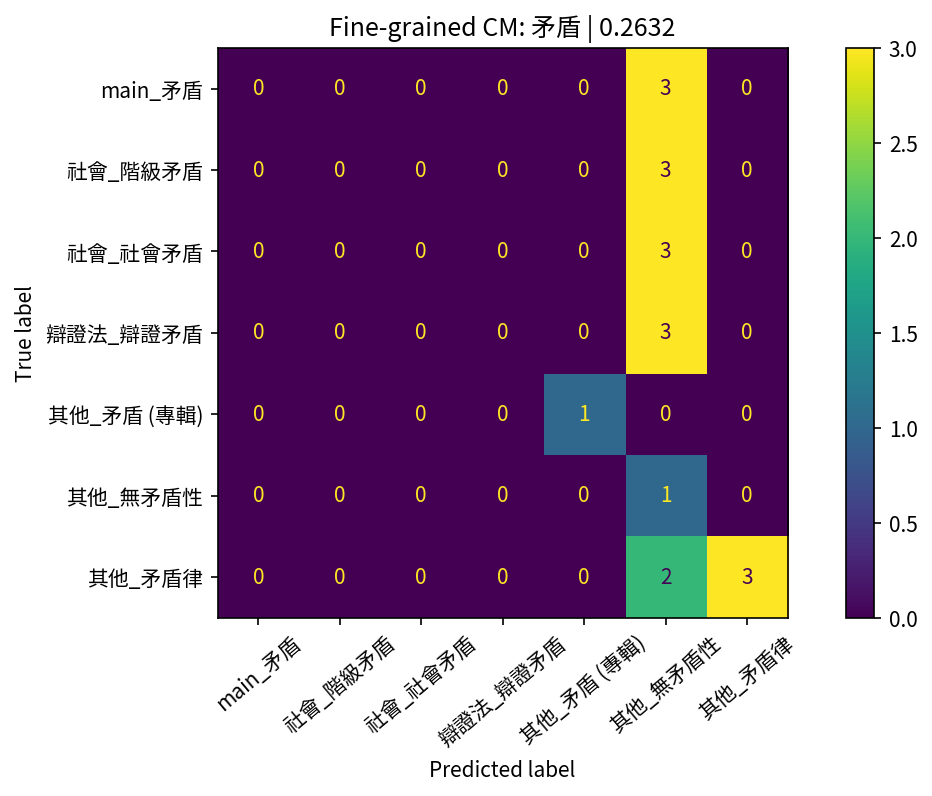 Fine-grained CM: 矛盾 | 0.2632
True label
main_矛盾 0 0 0 0 0 3 0
社會_階級矛盾 0 0 0 0 0 3 0
社會_社會矛盾 0 0 0 0 0 3 0
辯證法_辯證矛盾 0 0 0 0 0 3 0
其他_矛盾 (專輯) 0 0 0 0 1 0 0
其他_無矛盾性 0 0 0 0 0 1 0
其他_矛盾律 0 0 0 0 0 2 3
main_矛盾
社會_階級矛盾
社會_社會矛盾
辯證法_辯證矛盾
其他_矛盾 (專輯)
其他_無矛盾性
其他_矛盾律
Predicted label
3.0
2.5
2.0
1.5
1.0
0.5
0.0